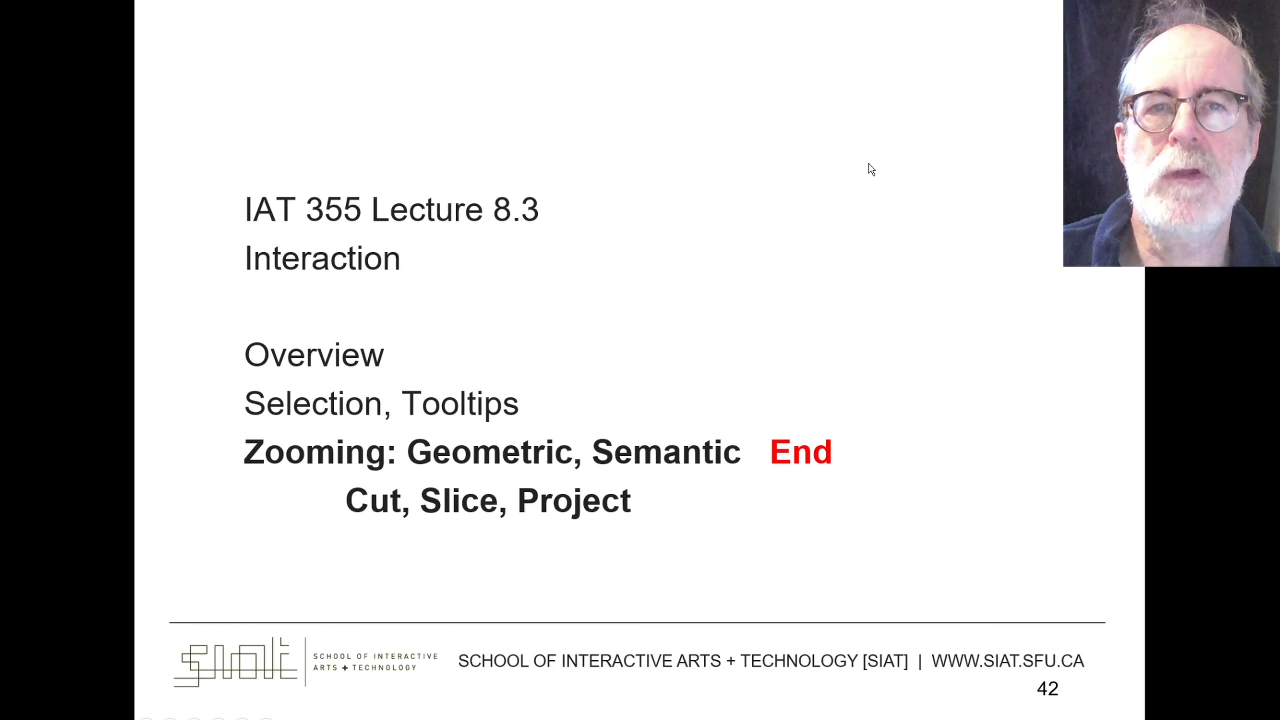 IAT 355 Lecture 8.3
Interaction
Overview
Selection, Tooltips
Zooming: Geometric, Semantic End
Cut, Slice, Project
siat
SCHOOL OF INTERACTIVE
ARTS + TECHNOLOGY
SCHOOL OF INTERACTIVE ARTS + TECHNOLOGY [SIAT] | WWW.SIAT.SFU.CA
42